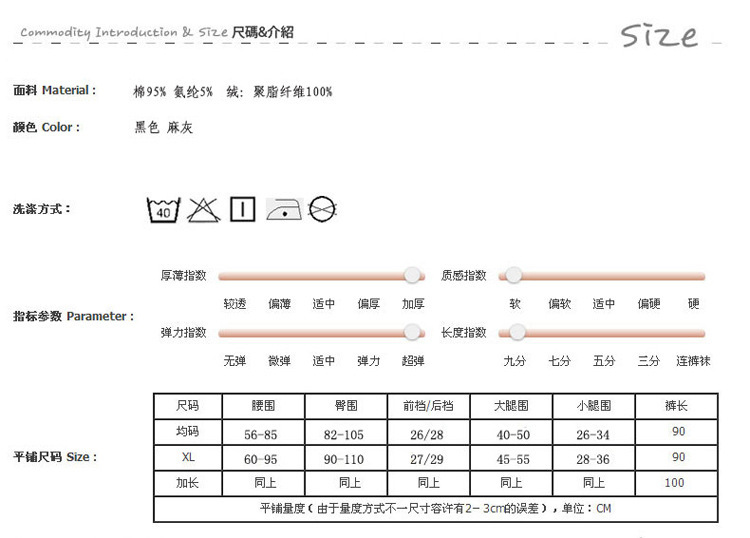 Commodity Introduction & Size 尺碼&介紹
Size
面料 Material： 棉95% 氨纶5% 绒：聚脂纤维100%
颜色 Color： 黑色 麻灰
洗涤方式：
40
指标参数 Parameter：
厚薄指数
较透 偏薄 适中 偏厚 加厚
质感指数
软 偏软 适中 偏硬 硬
弹力指数
无弹 微弹 适中 弹力 超弹
长度指数
九分 七分 五分 三分 连裤袜
平铺尺码 Size：
尺码 腰围 臀围 前档/后档 大腿围 小腿围 裤长
均码 56-85 82-105 26/28 40-50 26-34 90
XL 60-95 90-110 27/29 45-55 28-36 90
加长 同上 同上 同上 同上 同上 100
平铺量度（由于量度方式不一尺寸容许有2-3cm的误差），单位：CM